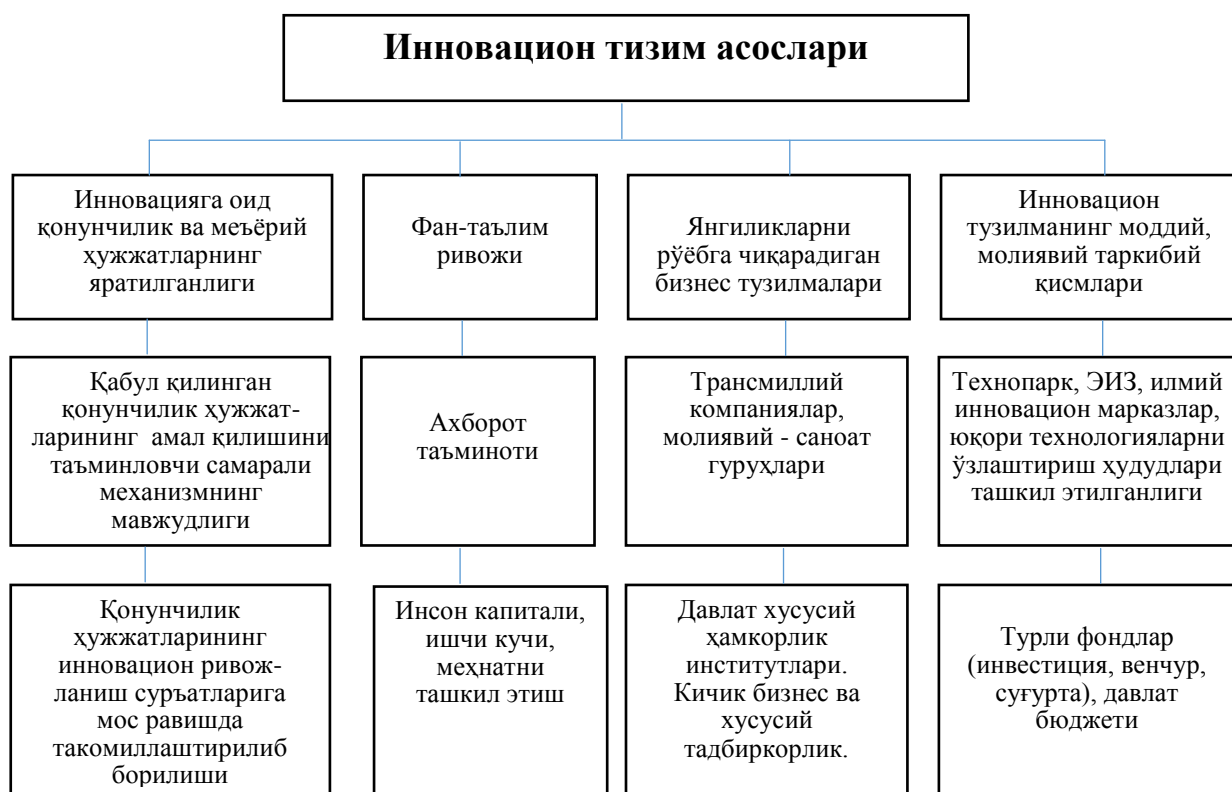 Инновацион тизим асослари
Инновацияга оид
қонунчилик ва меъёрий
ҳужжатларнинг
яратилганлиги
Фан-таълим
ривожи
Янгиликларни
рўёбга чиқарадиган
бизнес тузилмалари
Инновацион
тузилманинг моддий,
молиявий таркибий
қисмлари
Қабул қилинган
қонунчилик ҳужжат-
ларининг амал қилишини
таъминловчи самарали
механизмнинг
мавжудлиги
Ахборот
таъминоти
Трансмиллий
компаниялар,
молиявий - саноат
гуруҳлари
Технопарк, ЭИЗ, илмий
инновацион марказлар,
юқори технологияларни
ўзлаштириш ҳудудлари
ташкил этилганлиги
Қонунчилик
ҳужжатларининг
инновацион ривож-
ланиш суръатларига
мос равишда
такомиллаштирилиб
борилиши
Инсон капитали,
ишчи кучи,
меҳнатни
ташкил этиш
Давлат хусусий
ҳамкорлик
институтлари.
Кичик бизнес ва
хусусий
тадбиркорлик.
Турли фондлар
(инвестиция, венчур,
суғурта), давлат
бюджети